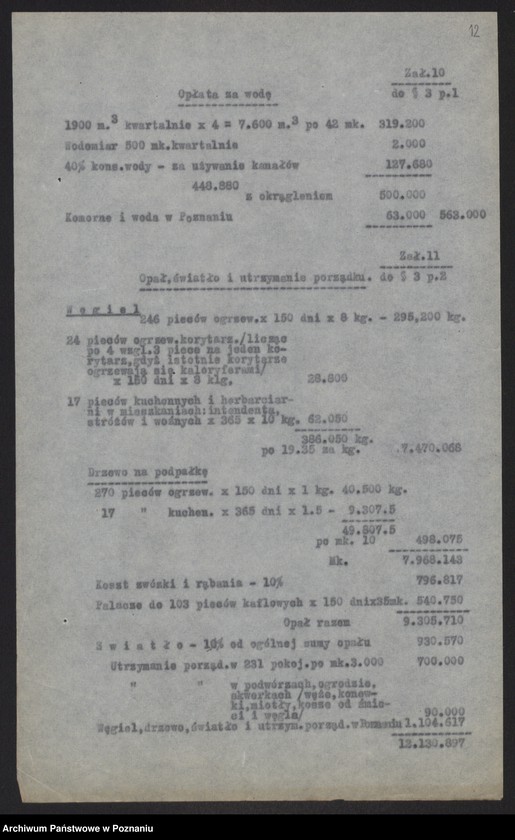 12
Zał.10
Opłata za wodę do § 3 p.1
1900 m.3 kwartalnie x 4 = 7.600 m.3 po 42 mk. 319.200
Wodomiar 500 mk.kwartalnie 2.000
40% kons.wody - za używanie kanałów 127.680
448.880
z okrągleniem 500.000
Komorne i woda w Poznaniu 63.000 563.000
Zał.11
Opał,światło i utrzymanie porządku. do § 3 p.2
W ę g i e l
246 pieców ogrzew.x 150 dni x 8 kg. - 295,200 kg.
24 pieców ogrzew.korytarz./licząc
po 4 wzgl.3 piece na jeden ko-
rytarz,gdyż istotnie korytarze
ogrzewają się kaloryferami/
x 150 dni x 8 klg. 28.800
17 pieców kuchennych i herbaciar-
ni w mieszkaniach:intendenta,
stróżów i woźnych x 365 x 10 kg. 62.050
386.050 kg.
po 19.35 za kg. 7.470.068
Drzewo na podpałkę
270 pieców ogrzew. x 150 dni x 1 kg. 40.500 kg.
17 " kuchen. x 365 dni x 1.5 - 9.307.5
49.807.5
po mk. 10 498.075
Mk. 7.968.143
Koszt zwózki i rąbania - 10% 796.817
Palacze do 103 pieców kaflowych x 150 dnix35mk. 540.750
Opał razem 9.305.710
Ś w i a t ł o - 10% od ogólnej sumy opału 930.570
Utrzymanie porząd.w 231 pokoj.po mk.3.000 700.000
" " w podwórzach,ogrodzie,
skwerkach /węże,konew-
ki,miotły,kosze od śmie-
ci i węgla/ 90.000
Węgiel,drzewo,światło i utrzym.porząd.w Poznaniu 1.104.617
12.130.897
Archiwum Państwowe w Poznaniu